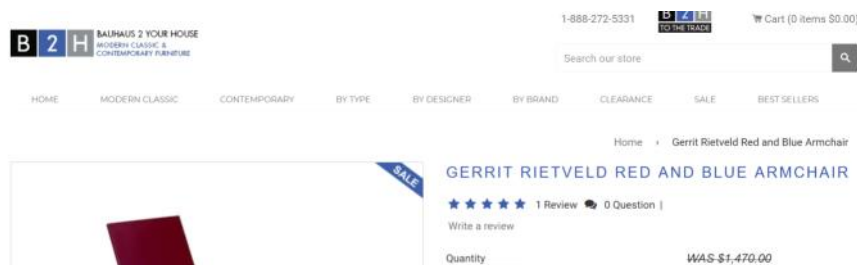 1-888-272-5331
B 2 H
TO THE TRADE
Cart (0 items $0.00)
B 2 H
BAUHAUS 2 YOUR HOUSE
MODERN CLASSIC &
CONTEMPORARY FURNITURE
Search our store
HOME MODERN CLASSIC CONTEMPORARY BY TYPE BY DESIGNER BY BRAND CLEARANCE SALE BEST SELLERS
Home › Gerrit Rietveld Red and Blue Armchair
SALE
GERRIT RIETVELD RED AND BLUE ARMCHAIR
1 Review 0 Question |
Write a review
Quantity WAS $1,470.00